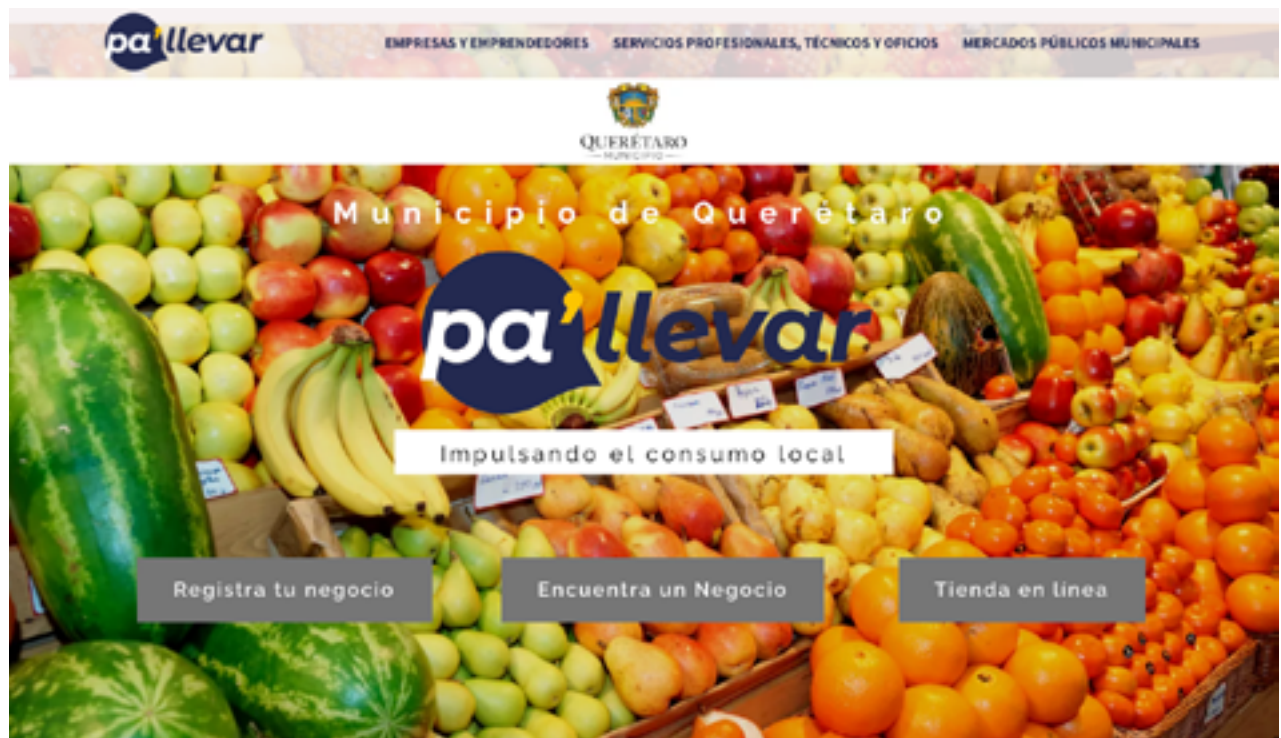 pa'llevar
EMPRESAS Y EMPRENDEDORES SERVICIOS PROFESIONALES, TÉCNICOS Y OFICIOS MERCADOS PÚBLICOS MUNICIPALES
QUERÉTARO
MUNICIPIO
Municipio de Querétaro
pa'llevar
Impulsando el consumo local
Registra tu negocio Encuentra un Negocio Tienda en línea